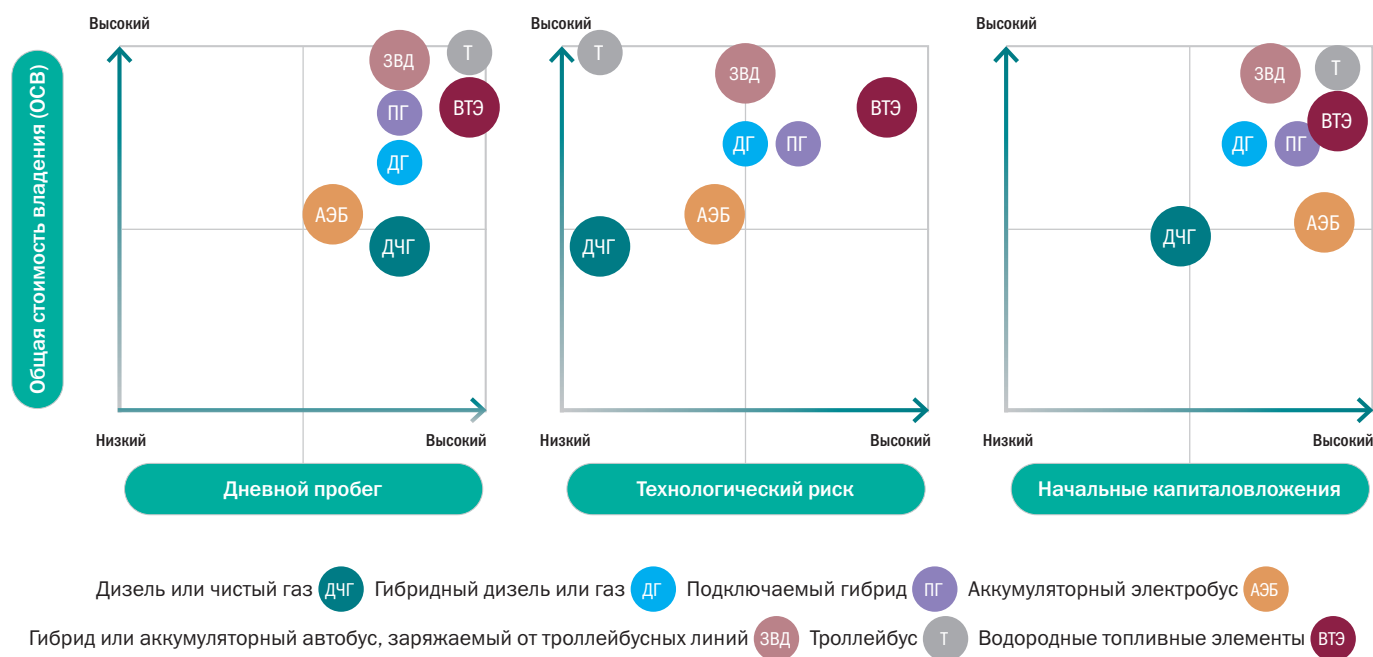 Высокий
Высокий
Высокий
Общая стоимость владения (ОСВ)
ЗВД
Т
ПГ
ВТЭ
ДГ
АЭБ
ДЧГ
Т
ЗВД
ВТЭ
ДГ
ПГ
АЭБ
ДЧГ
ЗВД
Т
ВТЭ
ДГ
ПГ
АЭБ
ДЧГ
Низкий
Высокий
Низкий
Высокий
Низкий
Высокий
Дневной пробег
Технологический риск
Начальные капиталовложения
Дизель или чистый газ ДЧГ Гибридный дизель или газ ДГ Подключаемый гибрид ПГ Аккумуляторный электробус АЭБ
Гибрид или аккумуляторный автобус, заряжаемый от троллейбусных линий ЗВД Троллейбус Т Водородные топливные элементы ВТЭ